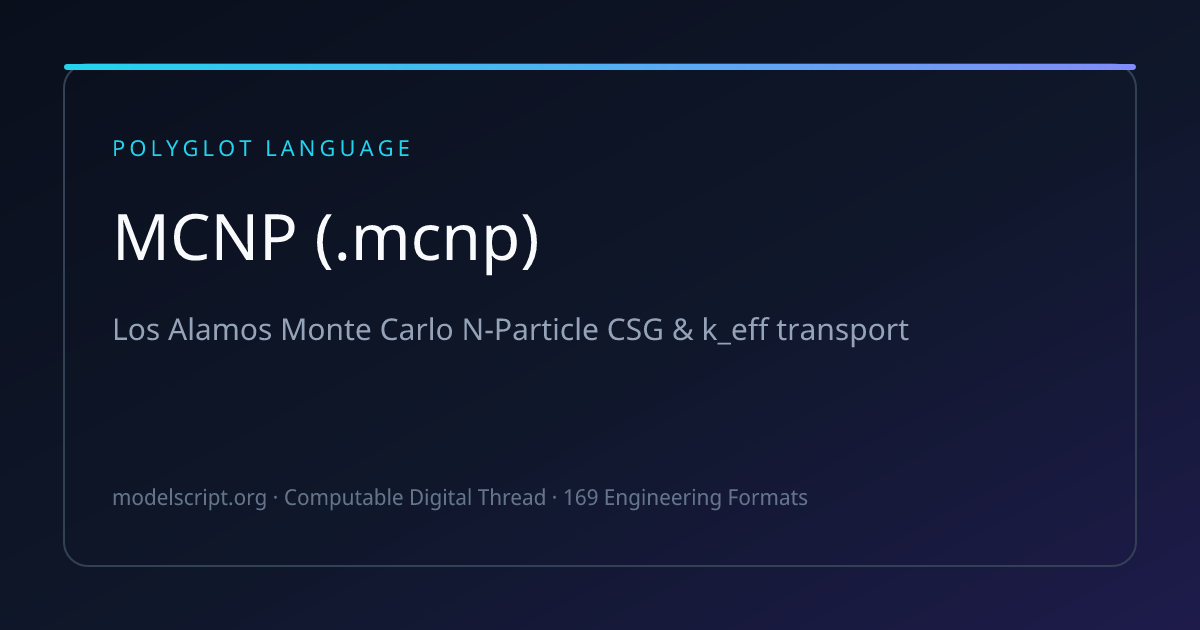 POLYGLOT LANGUAGE
MCNP (.mcnp)
Los Alamos Monte Carlo N-Particle CSG & k_eff transport
modelscript.org · Computable Digital Thread · 169 Engineering Formats